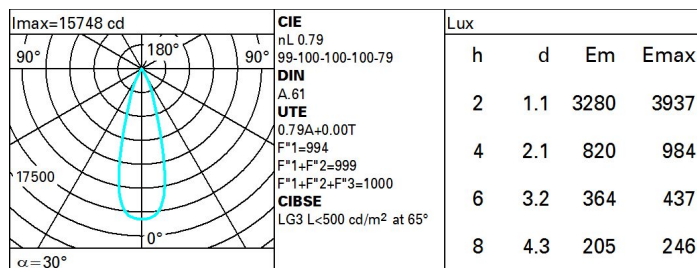 Imax=15748 cd
90° 180° 90°
17500
0°
α=30°
CIE
nL 0.79
99-100-100-100-79
DIN
A.61
UTE
0.79A+0.00T
F"1=994
F"1+F"2=999
F"1+F"2+F"3=1000
CIBSE
LG3 L<500 cd/m² at 65°
Lux
h d Em Emax
2 1.1 3280 3937
4 2.1 820 984
6 3.2 364 437
8 4.3 205 246